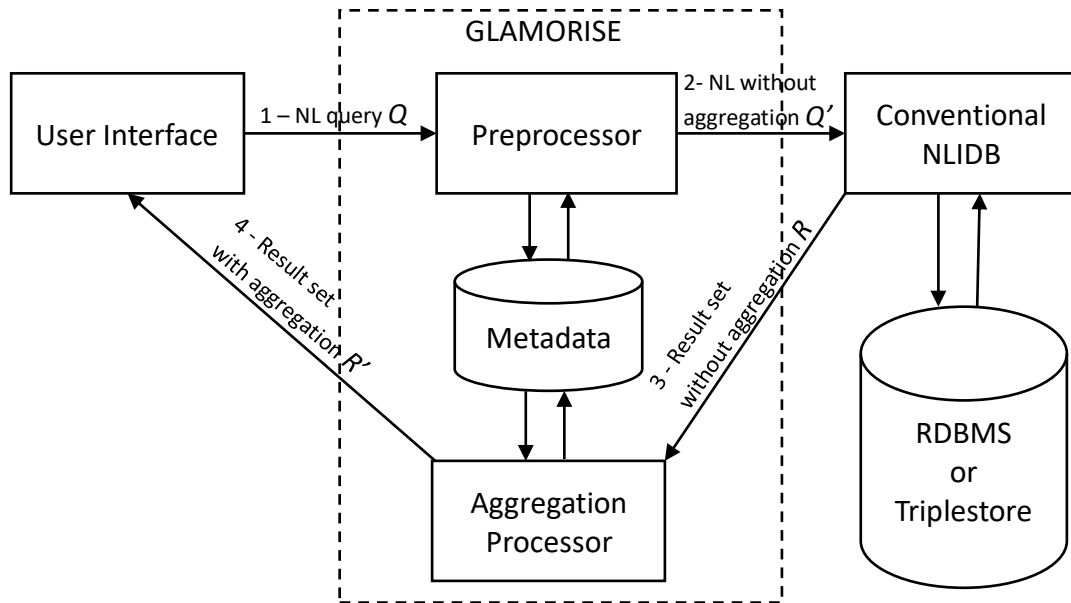 GLAMORISE
User Interface
1 – NL query Q
Preprocessor
2- NL without
aggregation Q’
Conventional
NLIDB
4 - Result set
with aggregation R’
Metadata
3 - Result set
without aggregation R
Aggregation
Processor
RDBMS
or
Triplestore